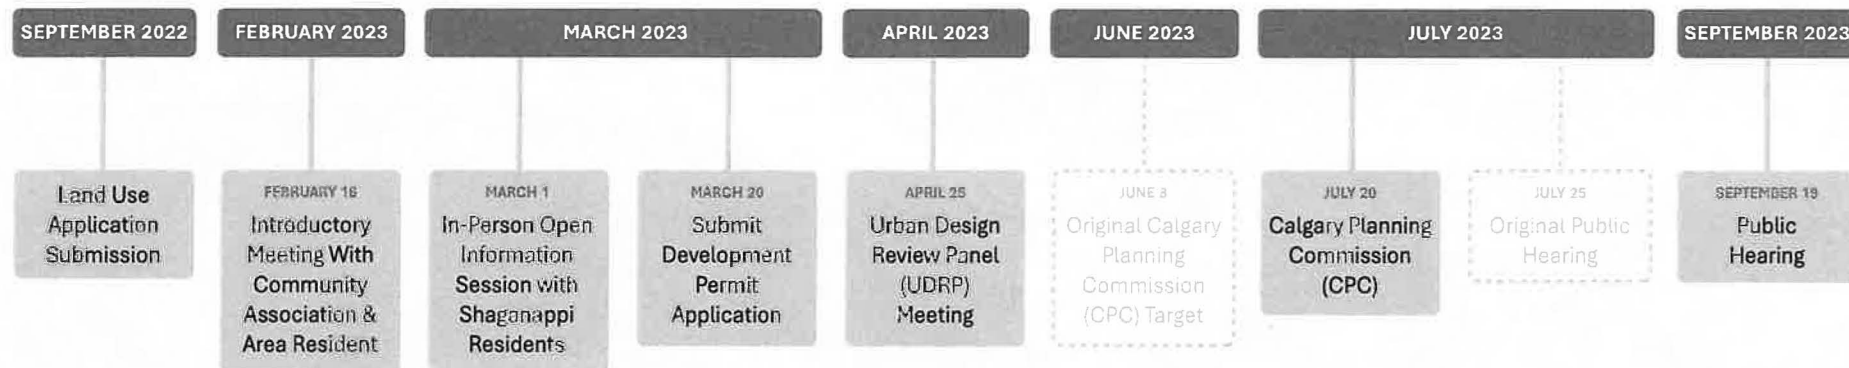 SEPTEMBER 2022
FEBRUARY 2023
MARCH 2023
APRIL 2023
JUNE 2023
JULY 2023
SEPTEMBER 2023
Land Use
Application
Submission
FEBRUARY 16
Introductory
Meeting With
Community
Association &
Area Resident
MARCH 1
In-Person Open
Information
Session with
Shaganappi
Residents
MARCH 20
Submit
Development
Permit
Application
APRIL 25
Urban Design
Review Panel
(UDRP)
Meeting
JUNE 8
Original Calgary
Planning
Commission
(CPC) Target
JULY 20
Calgary Planning
Commission
(CPC)
JULY 25
Original Public
Hearing
SEPTEMBER 19
Public
Hearing